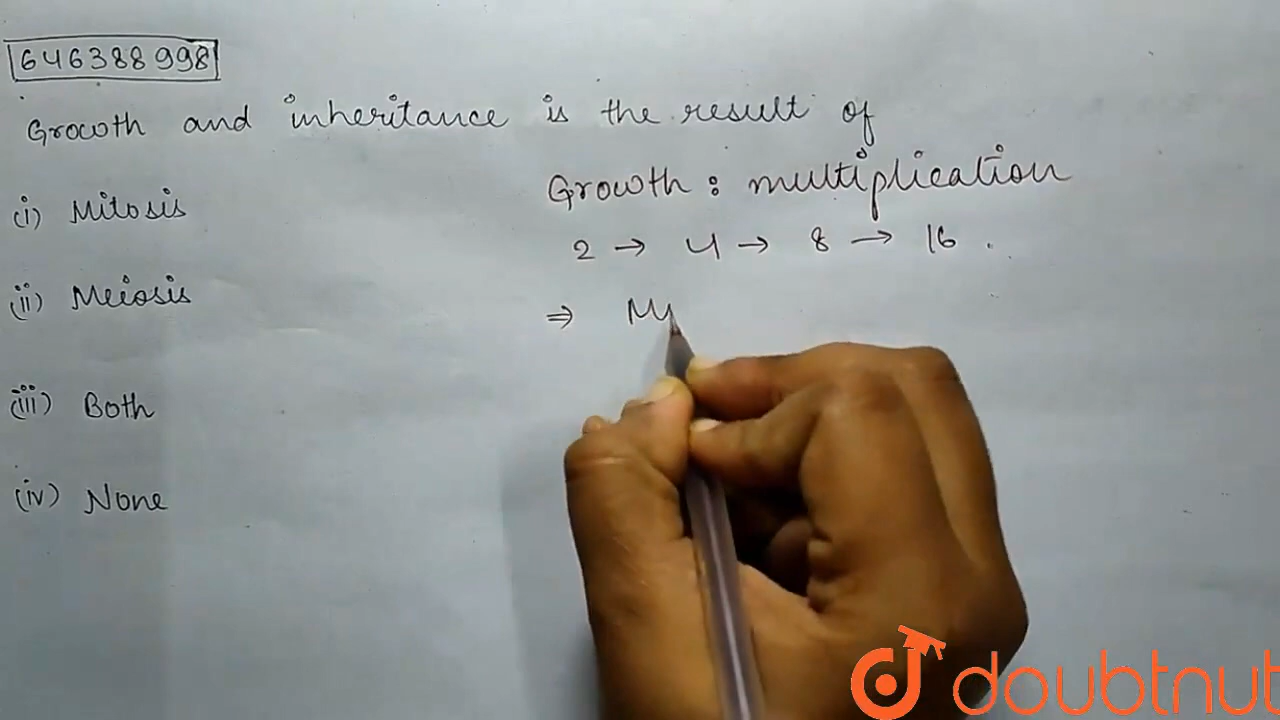 646388998
Growth and inheritance is the result of
Growth : multiplication
2 → 4 → 8 → 16 .
(i) Mitosis
(ii) Meiosis
⇒
(iii) Both
(iv) None
doubtnut